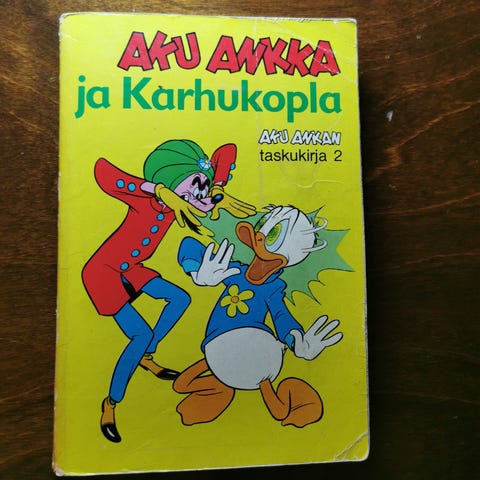 AKU ANKKA
ja Karhukopla
AKU ANKAN
taskukirja 2